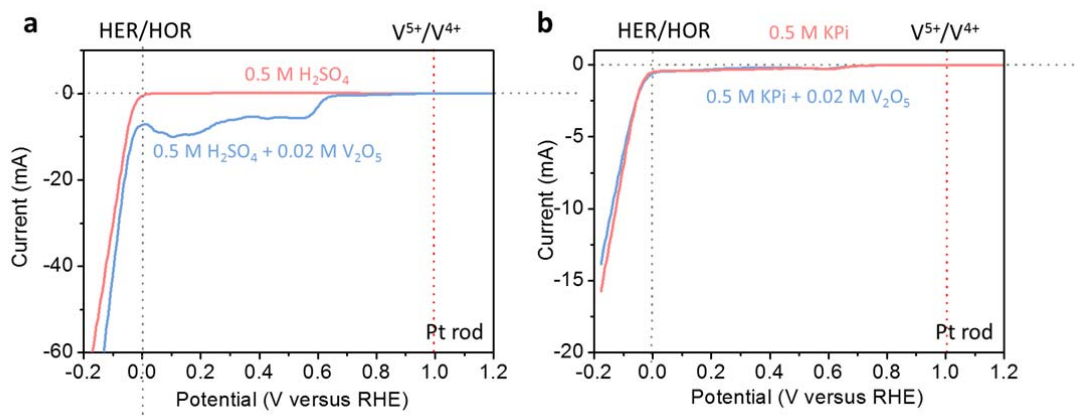 a
HER/HOR
V⁵⁺/V⁴⁺
0.5 M H₂SO₄
0.5 M H₂SO₄ + 0.02 M V₂O₅
Pt rod
Current (mA)
0
-20
-40
-60
-0.2 0.0 0.2 0.4 0.6 0.8 1.0 1.2
Potential (V versus RHE)
b
HER/HOR
0.5 M KPi
V⁵⁺/V⁴⁺
0.5 M KPi + 0.02 M V₂O₅
Pt rod
Current (mA)
0
-5
-10
-15
-20
-0.2 0.0 0.2 0.4 0.6 0.8 1.0 1.2
Potential (V versus RHE)